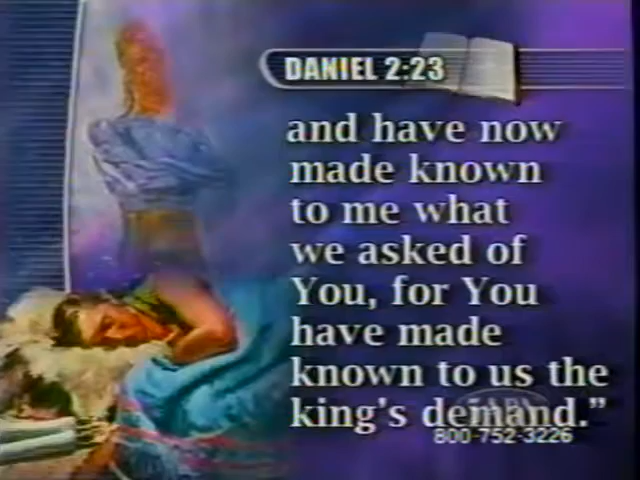 DANIEL 2:23
and have now
made known
to me what
we asked of
You, for You
have made
known to us the
king's demand.”
800-752-3226